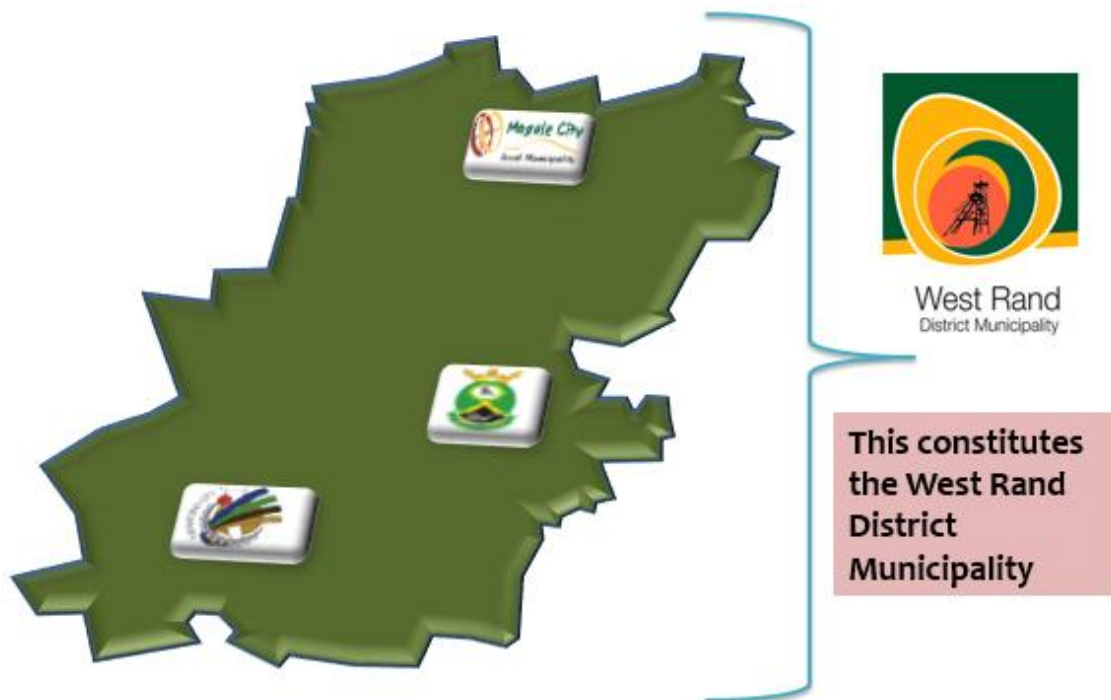 Mogale City
Local Municipality
West Rand
District Municipality
This constitutes
the West Rand
District
Municipality